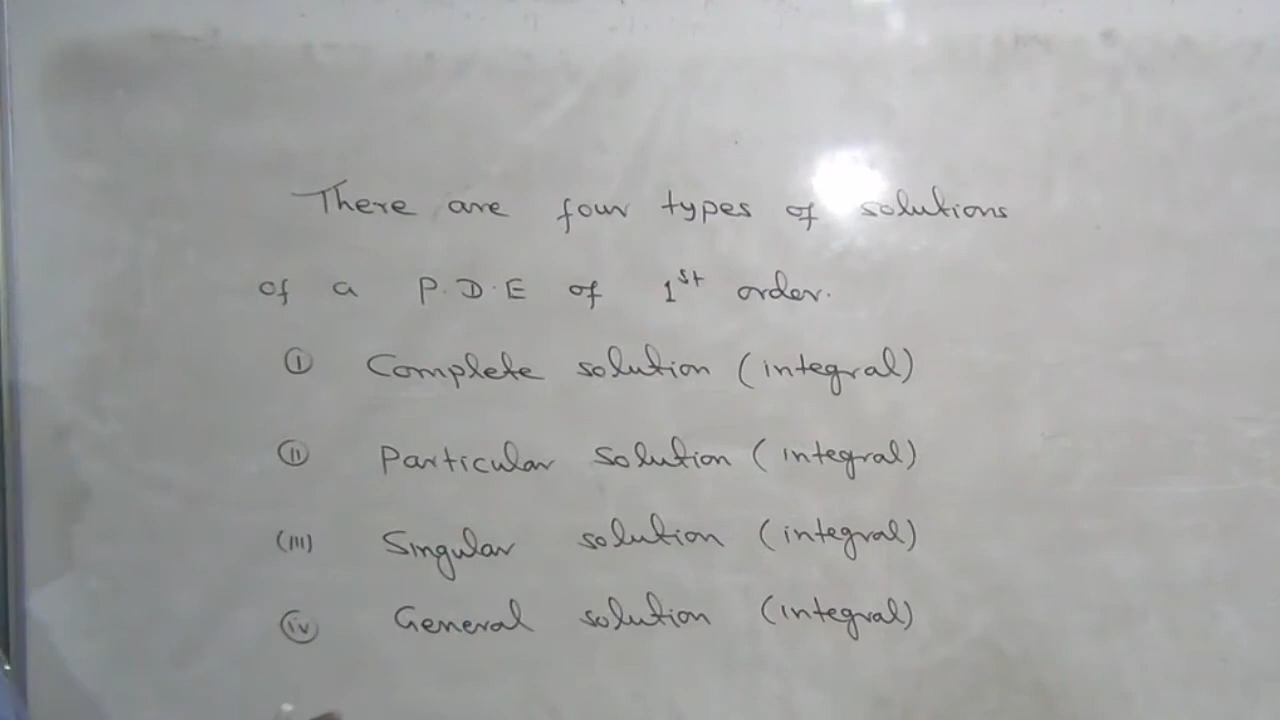 There are four types of solutions
of a P.D.E of 1st order.
(i) Complete solution (integral)
(ii) Particular solution (integral)
(iii) Singular solution (integral)
(iv) General solution (integral)